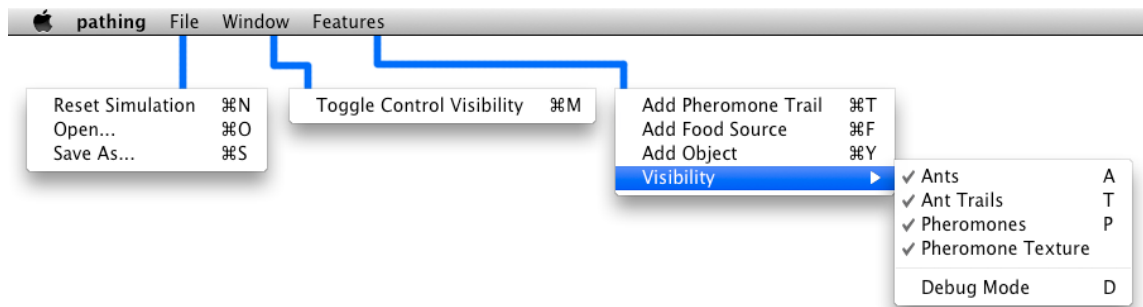 pathing File Window Features
Reset Simulation ⌘N
Open... ⌘O
Save As... ⌘S
Toggle Control Visibility ⌘M
Add Pheromone Trail ⌘T
Add Food Source ⌘F
Add Object ⌘Y
Visibility ▶
✓ Ants A
✓ Ant Trails T
✓ Pheromones P
✓ Pheromone Texture
Debug Mode D